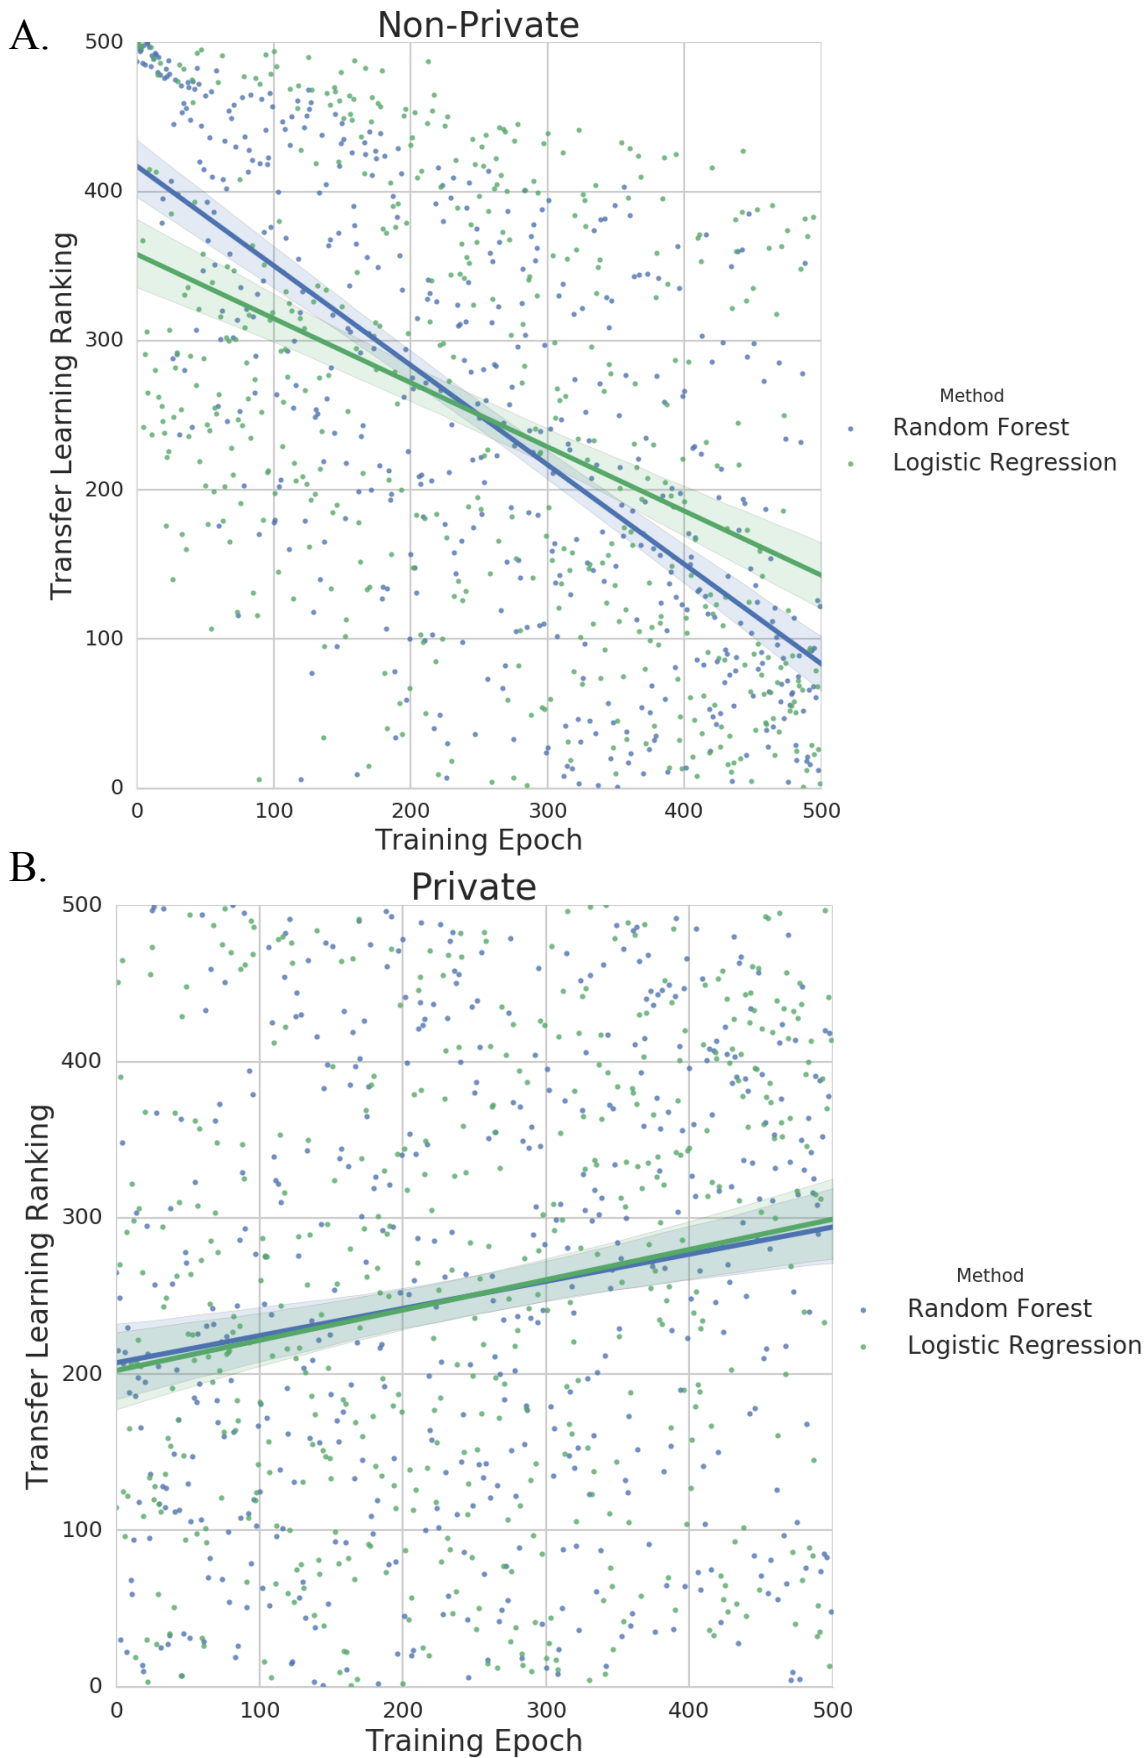 A.
Non-Private
500
400
300
200
100
0
Transfer Learning Ranking
0 100 200 300 400 500
Training Epoch
Method
Random Forest
Logistic Regression
B.
Private
500
400
300
200
100
0
Transfer Learning Ranking
0 100 200 300 400 500
Training Epoch
Method
Random Forest
Logistic Regression